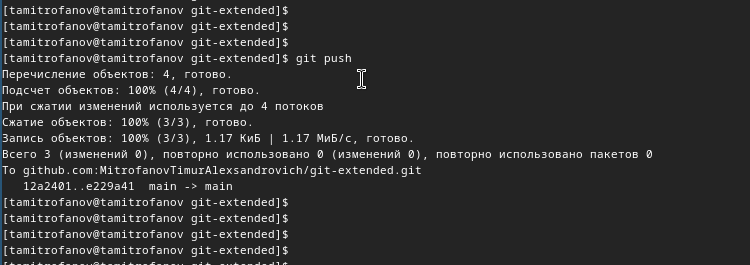 [tamitrofanov@tamitrofanov git-extended]$
[tamitrofanov@tamitrofanov git-extended]$
[tamitrofanov@tamitrofanov git-extended]$
[tamitrofanov@tamitrofanov git-extended]$ git push
Перечисление объектов: 4, готово.
Подсчет объектов: 100% (4/4), готово.
При сжатии изменений используется до 4 потоков
Сжатие объектов: 100% (3/3), готово.
Запись объектов: 100% (3/3), 1.17 КиБ | 1.17 МиБ/с, готово.
Всего 3 (изменений 0), повторно использовано 0 (изменений 0), повторно использовано пакетов 0
To github.com:MitrofanovTimurAlexsandrovich/git-extended.git
   12a2401..e229a41  main -> main
[tamitrofanov@tamitrofanov git-extended]$
[tamitrofanov@tamitrofanov git-extended]$
[tamitrofanov@tamitrofanov git-extended]$
[tamitrofanov@tamitrofanov git-extended]$